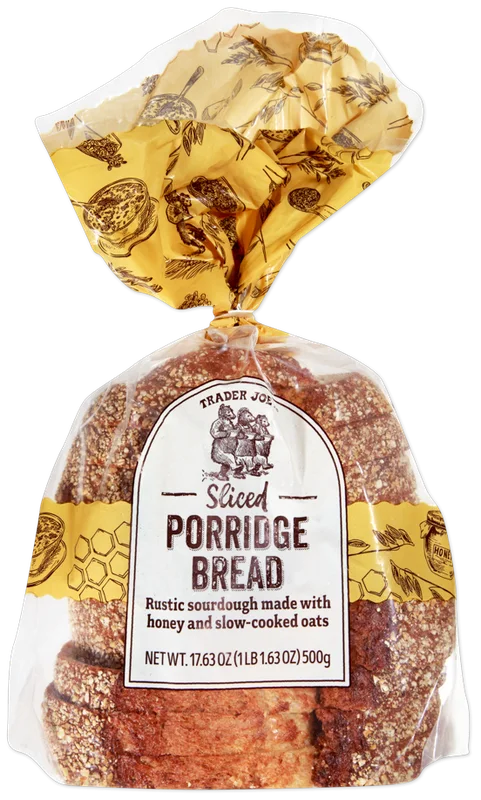 TRADER JOE'S
Sliced
PORRIDGE
BREAD
Rustic sourdough made with
honey and slow-cooked oats
NET WT. 17.63 OZ (1 LB 1.63 OZ) 500g
HONEY